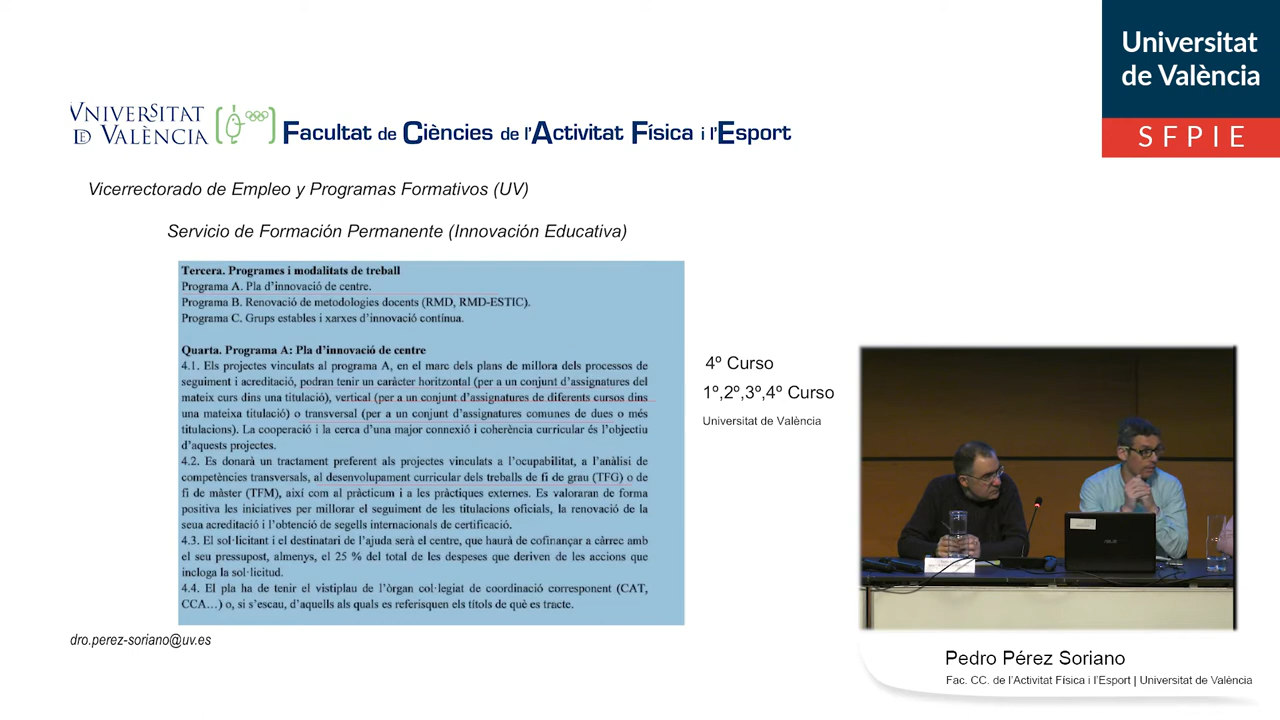 Universitat
de València
SFPIE
VNIVERSITAT
DE VALÈNCIA
Facultat de Ciències de l'Activitat Física i l'Esport
Vicerrectorado de Empleo y Programas Formativos (UV)
Servicio de Formación Permanente (Innovación Educativa)
Tercera. Programes i modalitats de treball
Programa A. Pla d'innovació de centre.
Programa B. Renovació de metodologies docents (RMD, RMD-ESTIC).
Programa C. Grups estables i xarxes d'innovació contínua.
Quarta. Programa A: Pla d'innovació de centre
4.1. Els projectes vinculats al programa A, en el marc dels plans de millora dels processos de
seguiment i acreditació, podran tenir un caràcter horitzontal (per a un conjunt d'assignatures del
mateix curs dins una titulació), vertical (per a un conjunt d'assignatures de diferents cursos dins
una mateixa titulació) o transversal (per a un conjunt d'assignatures comunes de dues o més
titulacions). La cooperació i la cerca d'una major connexió i coherència curricular és l'objectiu
d'aquests projectes.
4.2. Es donarà un tractament preferent als projectes vinculats a l'ocupabilitat, a l'anàlisi de
competències transversals, al desenvolupament curricular dels treballs de fi de grau (TFG) o de
fi de màster (TFM), així com al pràcticum i a les pràctiques externes. Es valoraran de forma
positiva les iniciatives per millorar el seguiment de les titulacions oficials, la renovació de la
seua acreditació i l'obtenció de segells internacionals de certificació.
4.3. El sol·licitant i el destinatari de l'ajuda serà el centre, que haurà de cofinançar a càrrec amb
el seu pressupost, almenys, el 25 % del total de les despeses que deriven de les accions que
incloga la sol·licitud.
4.4. El pla ha de tenir el vistiplau de l'òrgan col·legiat de coordinació corresponent (CAT,
CCA…) o, si s'escau, d'aquells als quals es referisquen els títols de què es tracte.
4º Curso
1º,2º,3º,4º Curso
Universitat de València
dro.perez-soriano@uv.es
Pedro Pérez Soriano
Fac. CC. de l'Activitat Física i l'Esport | Universitat de València